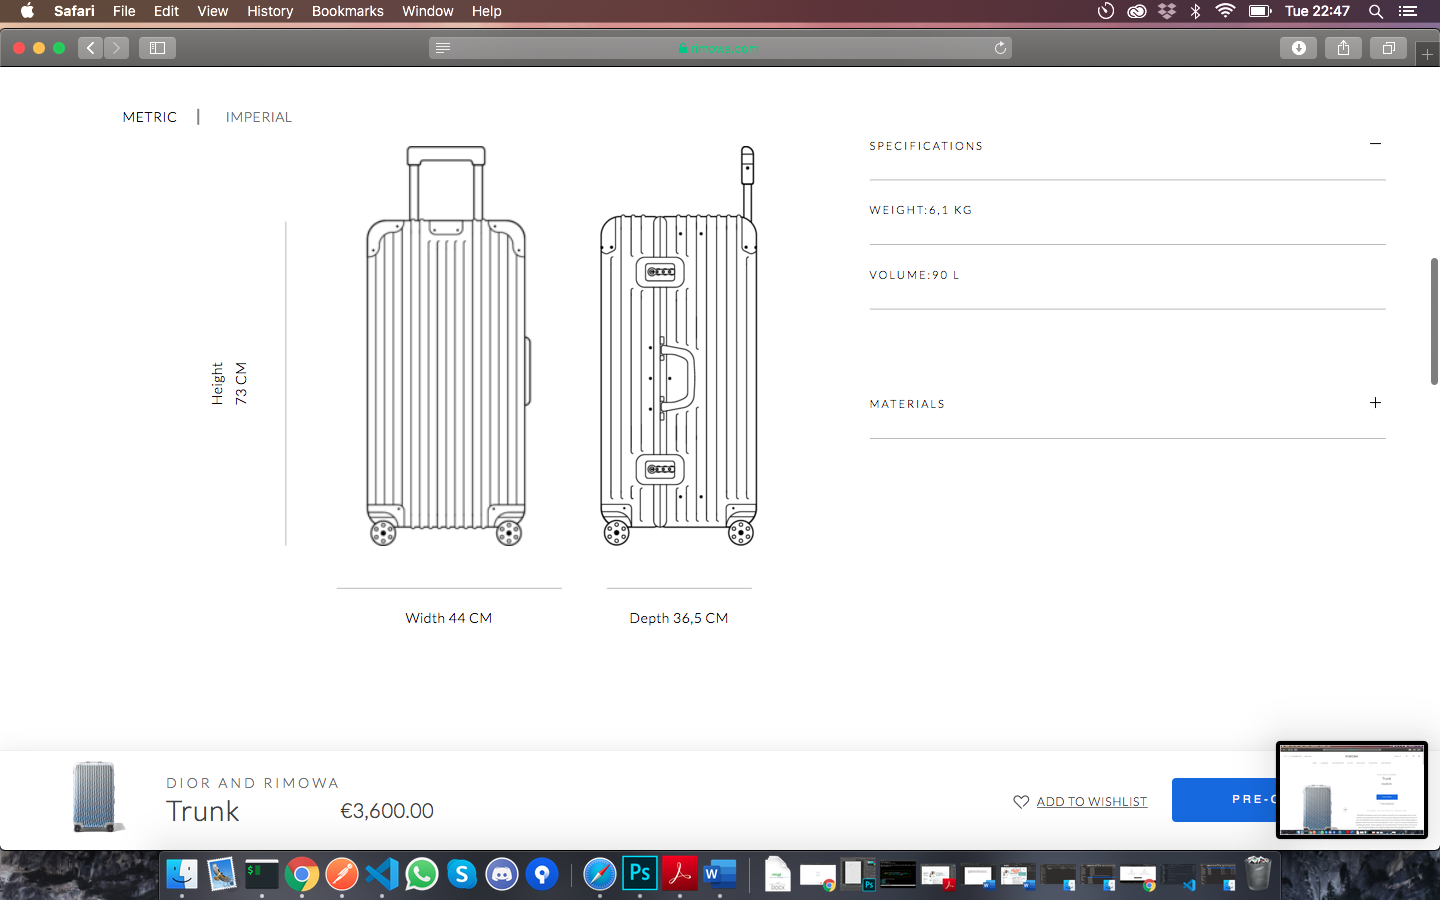 Safari File Edit View History Bookmarks Window Help
Tue 22:47
rimowa.com
METRIC | IMPERIAL
Height
73 CM
Width 44 CM
Depth 36,5 CM
SPECIFICATIONS
WEIGHT:6,1 KG
VOLUME:90 L
MATERIALS
DIOR AND RIMOWA
Trunk €3,600.00
ADD TO WISHLIST
PRE-
Ps
W